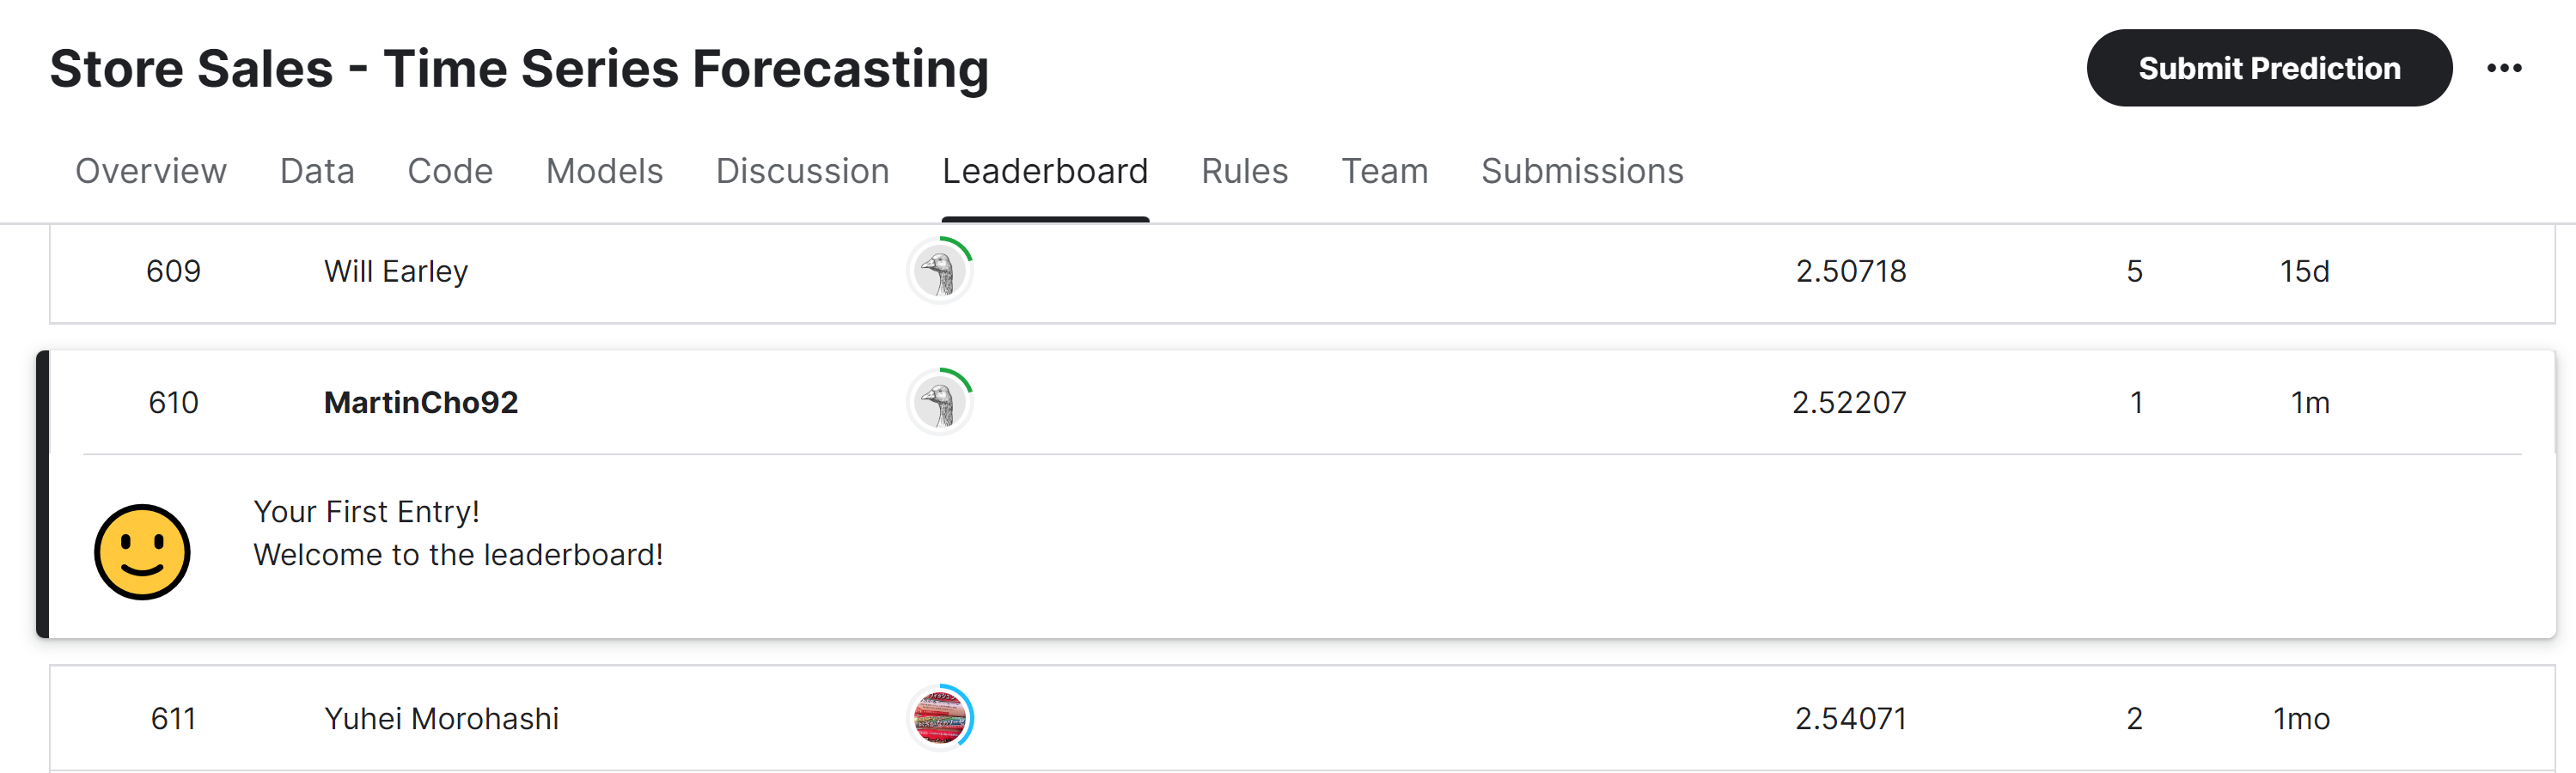 Store Sales - Time Series Forecasting
Submit Prediction
Overview Data Code Models Discussion Leaderboard Rules Team Submissions
609 Will Earley 2.50718 5 15d
610 MartinCho92 2.52207 1 1m
Your First Entry!
Welcome to the leaderboard!
611 Yuhei Morohashi 2.54071 2 1mo